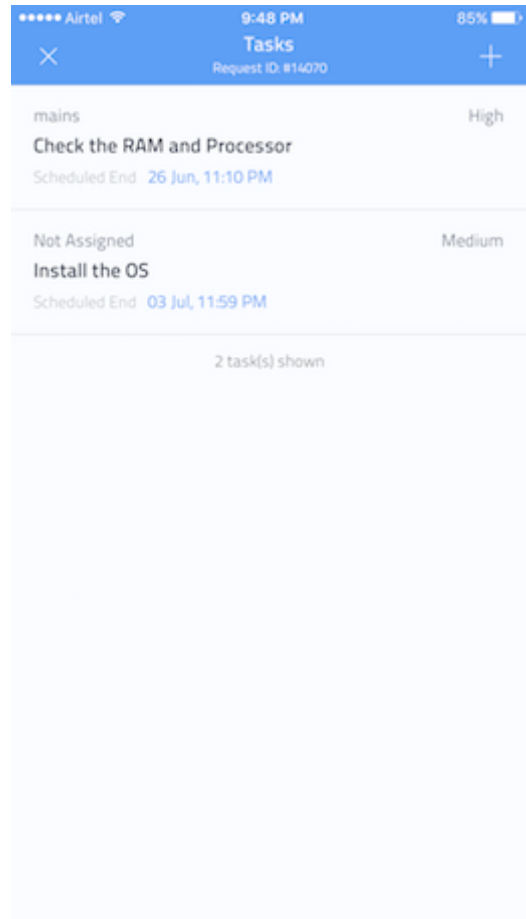 Airtel 9:48 PM 85%
Tasks
Request ID: #14070
mains High
Check the RAM and Processor
Scheduled End 26 Jun, 11:10 PM
Not Assigned Medium
Install the OS
Scheduled End 03 Jul, 11:59 PM
2 task(s) shown